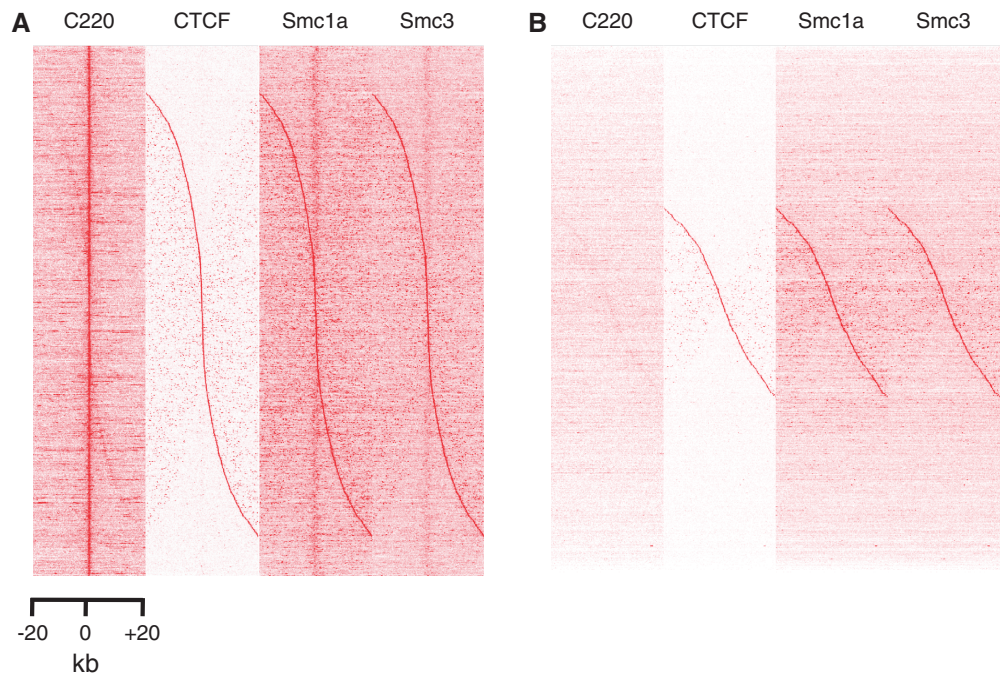 A C220 CTCF Smc1a Smc3
B C220 CTCF Smc1a Smc3
-20 0 +20
kb